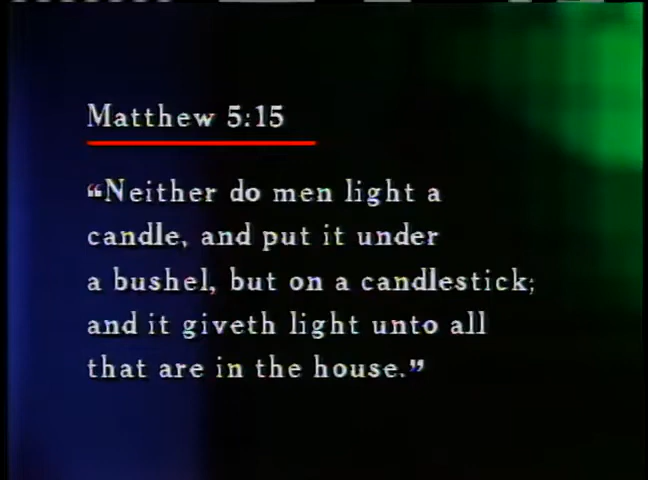 Matthew 5:15
“Neither do men light a
candle, and put it under
a bushel, but on a candlestick;
and it giveth light unto all
that are in the house.”